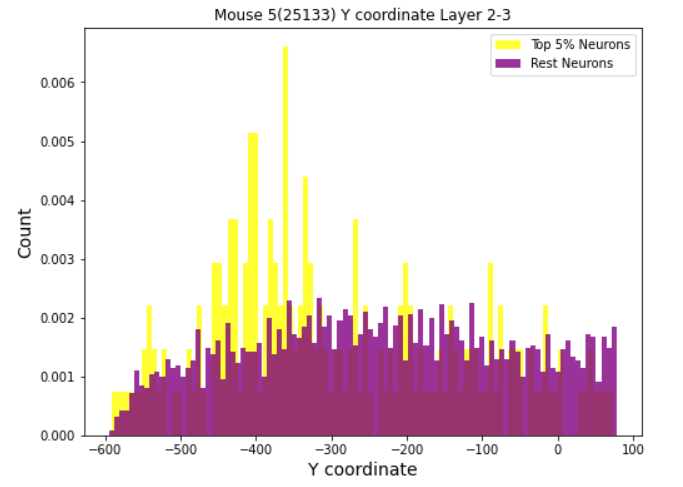 Mouse 5(25133) Y coordinate Layer 2-3
Top 5% Neurons
Rest Neurons
Count
0.006
0.005
0.004
0.003
0.002
0.001
0.000
−600 −500 −400 −300 −200 −100 0 100
Y coordinate